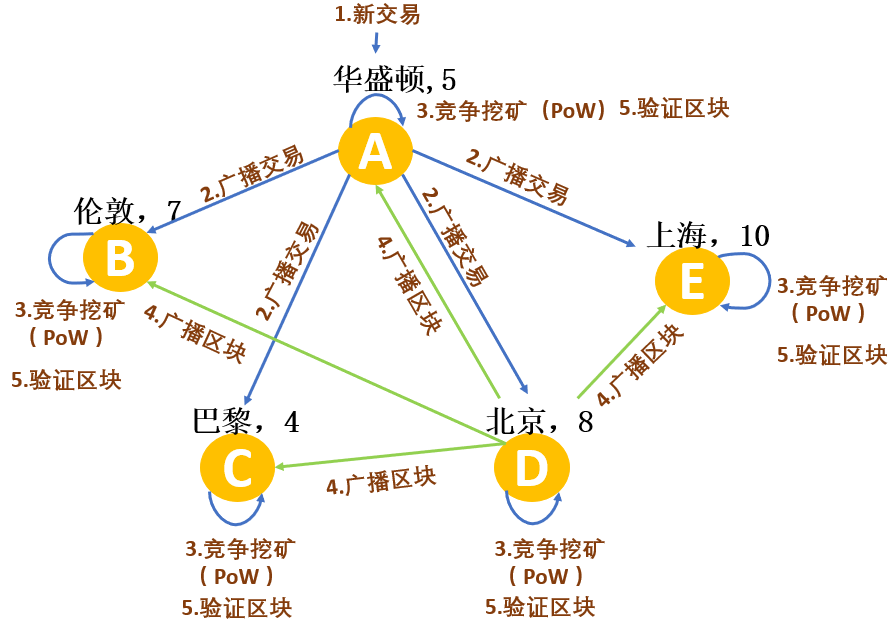 1.新交易
华盛顿,5
3.竞争挖矿（PoW）5.验证区块
A
2.广播交易
2.广播交易
2.广播交易
2.广播交易
伦敦，7
B
3.竞争挖矿
（PoW）
5.验证区块
上海，10
E
3.竞争挖矿
（PoW）
5.验证区块
4.广播区块
4.广播区块
4.广播区块
4.广播区块
巴黎，4
C
3.竞争挖矿
（PoW）
5.验证区块
北京，8
D
3.竞争挖矿
（PoW）
5.验证区块